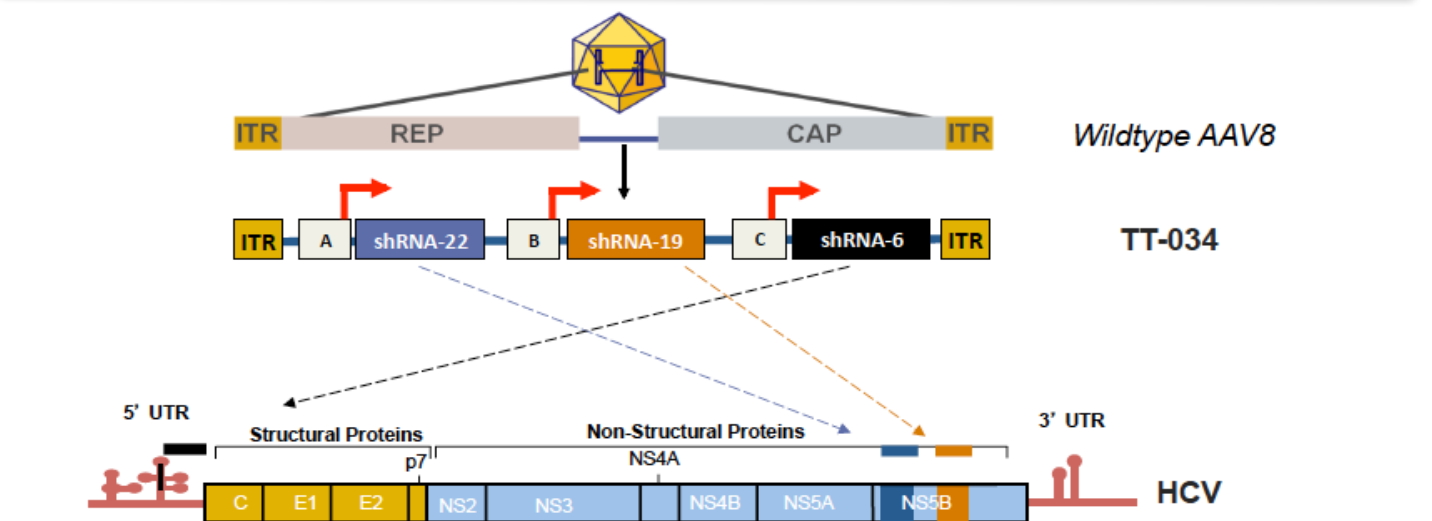 ITR REP CAP ITR Wildtype AAV8
ITR A shRNA-22 B shRNA-19 C shRNA-6 ITR TT-034
5' UTR 3' UTR
Structural Proteins Non-Structural Proteins
p7 NS4A
C E1 E2 NS2 NS3 NS4B NS5A NS5B HCV